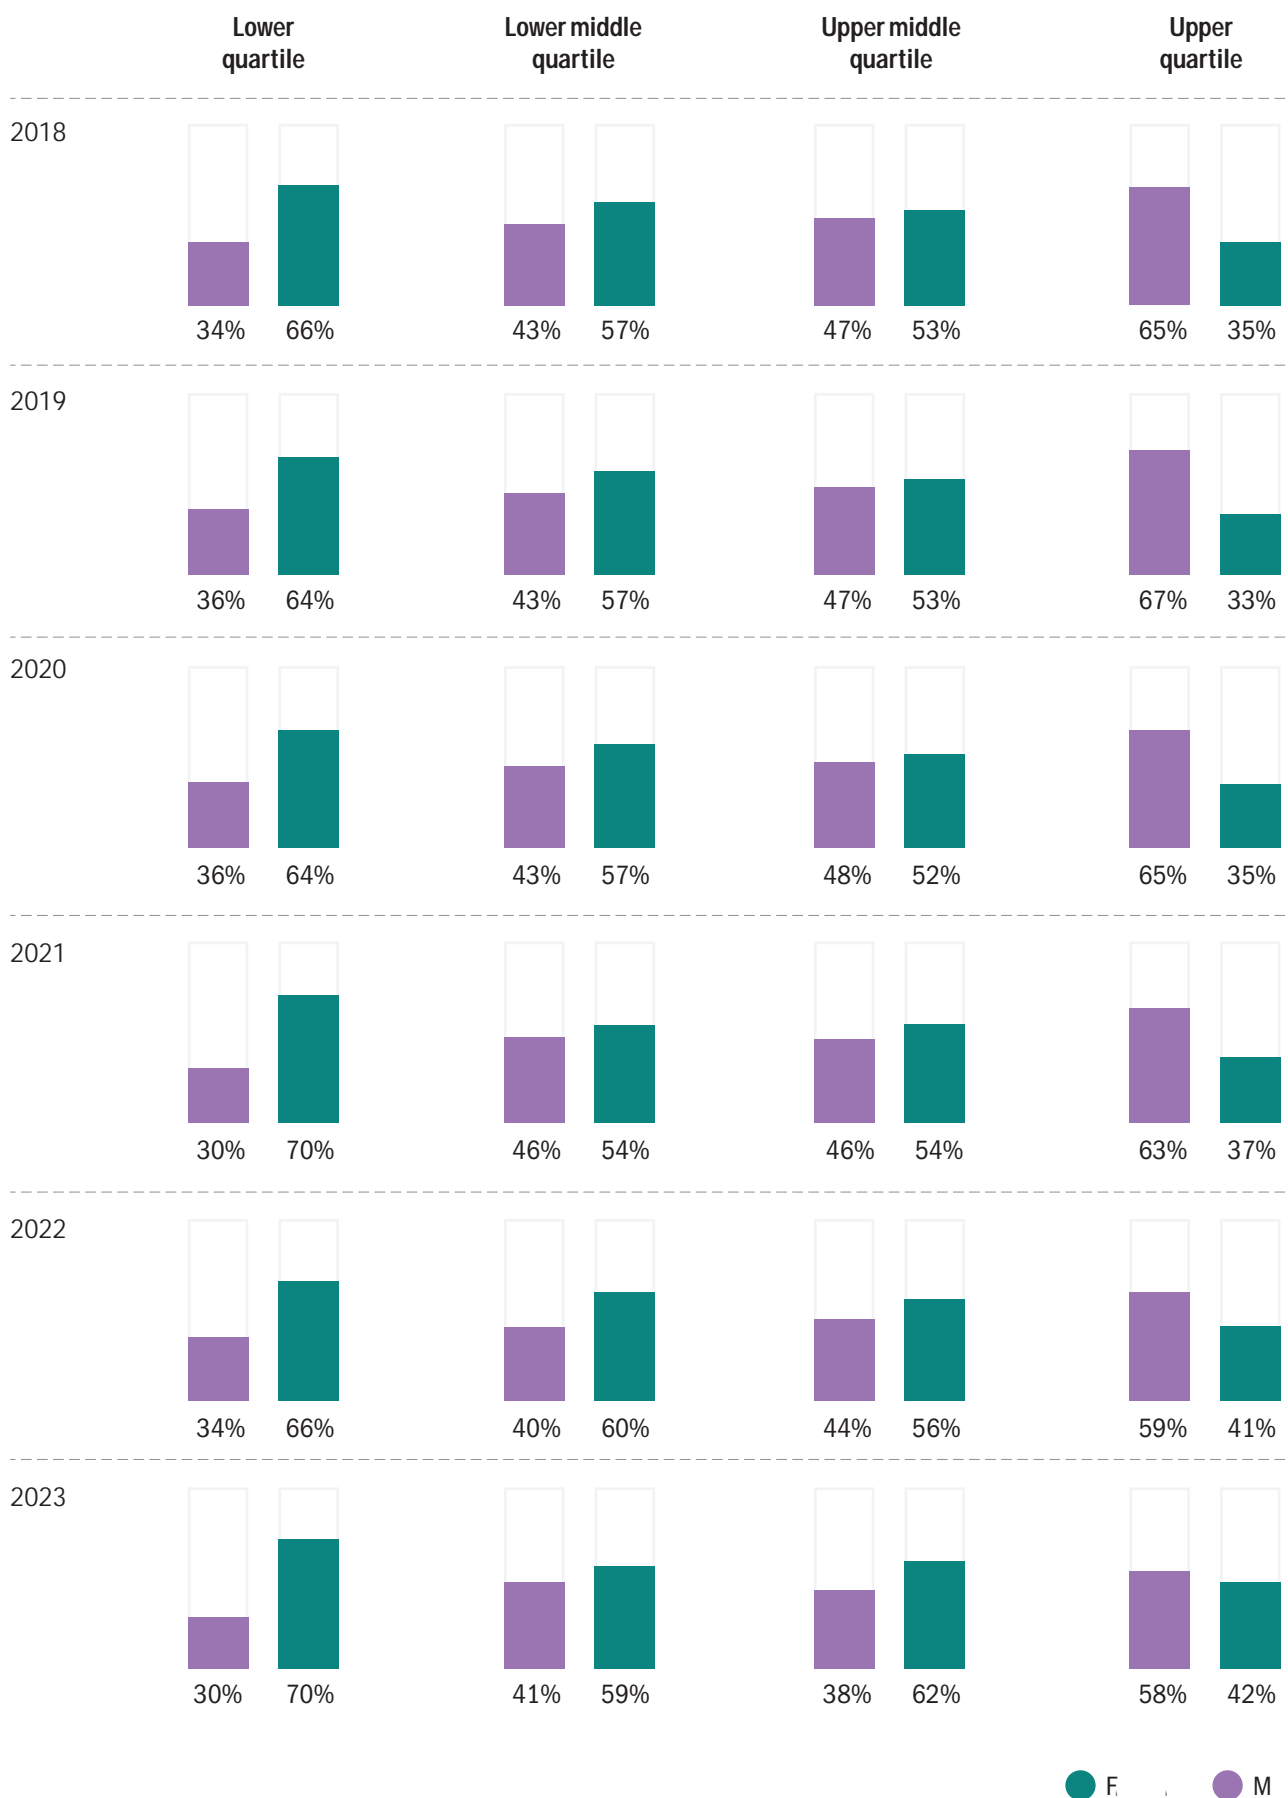 Lower quartile
Lower middle quartile
Upper middle quartile
Upper quartile
2018
34% 66% 43% 57% 47% 53% 65% 35%
2019
36% 64% 43% 57% 47% 53% 67% 33%
2020
36% 64% 43% 57% 48% 52% 65% 35%
2021
30% 70% 46% 54% 46% 54% 63% 37%
2022
34% 66% 40% 60% 44% 56% 59% 41%
2023
30% 70% 41% 59% 38% 62% 58% 42%
M